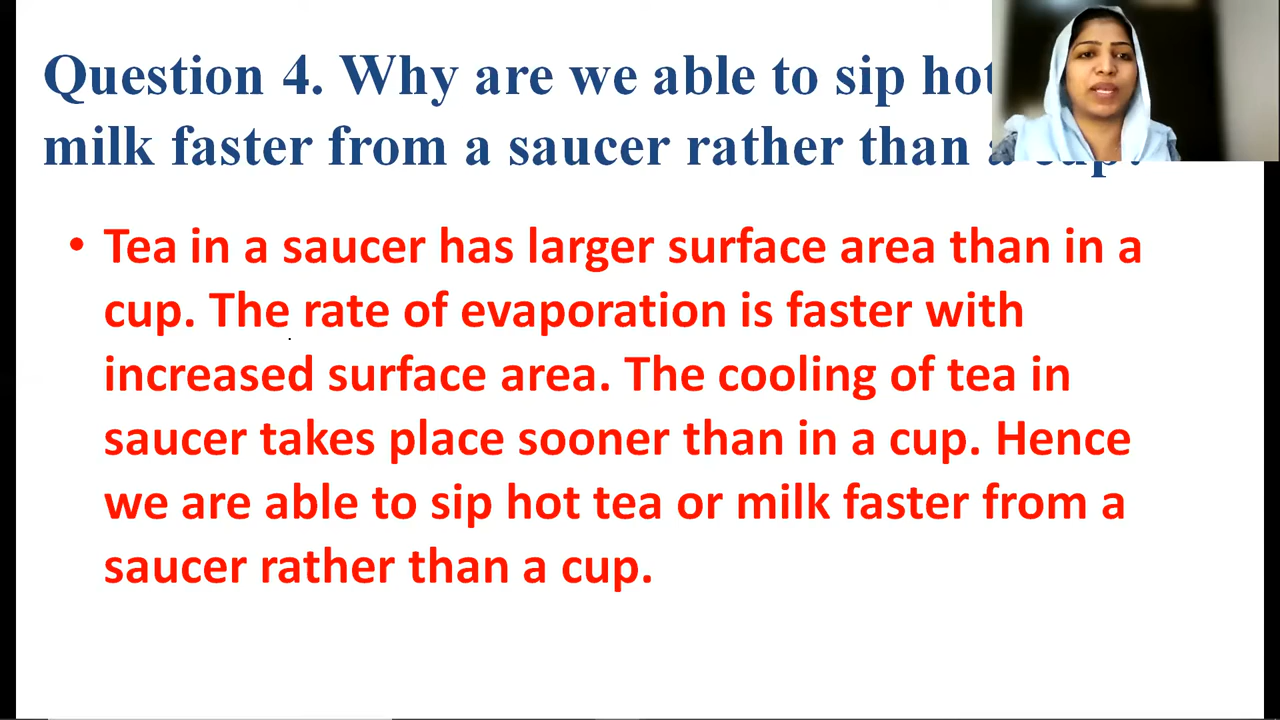 Question 4. Why are we able to sip hot
milk faster from a saucer rather than a cup?
• Tea in a saucer has larger surface area than in a
cup. The rate of evaporation is faster with
increased surface area. The cooling of tea in
saucer takes place sooner than in a cup. Hence
we are able to sip hot tea or milk faster from a
saucer rather than a cup.